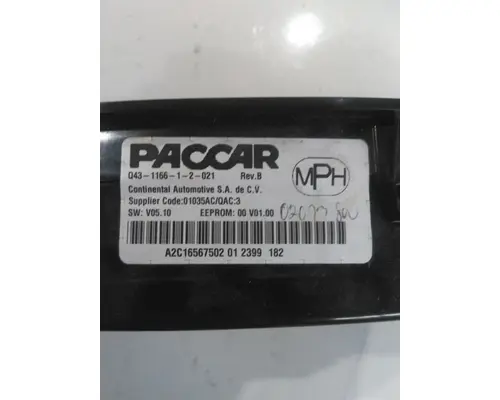 PACCAR
Q43-1166-1-2-021 Rev.B
MPH
Continental Automotive S.A. de C.V.
Supplier Code:01035AC/QAC:3
SW: V05.10 EEPROM: 00 V01.00
A2C16567502 01 2399 182